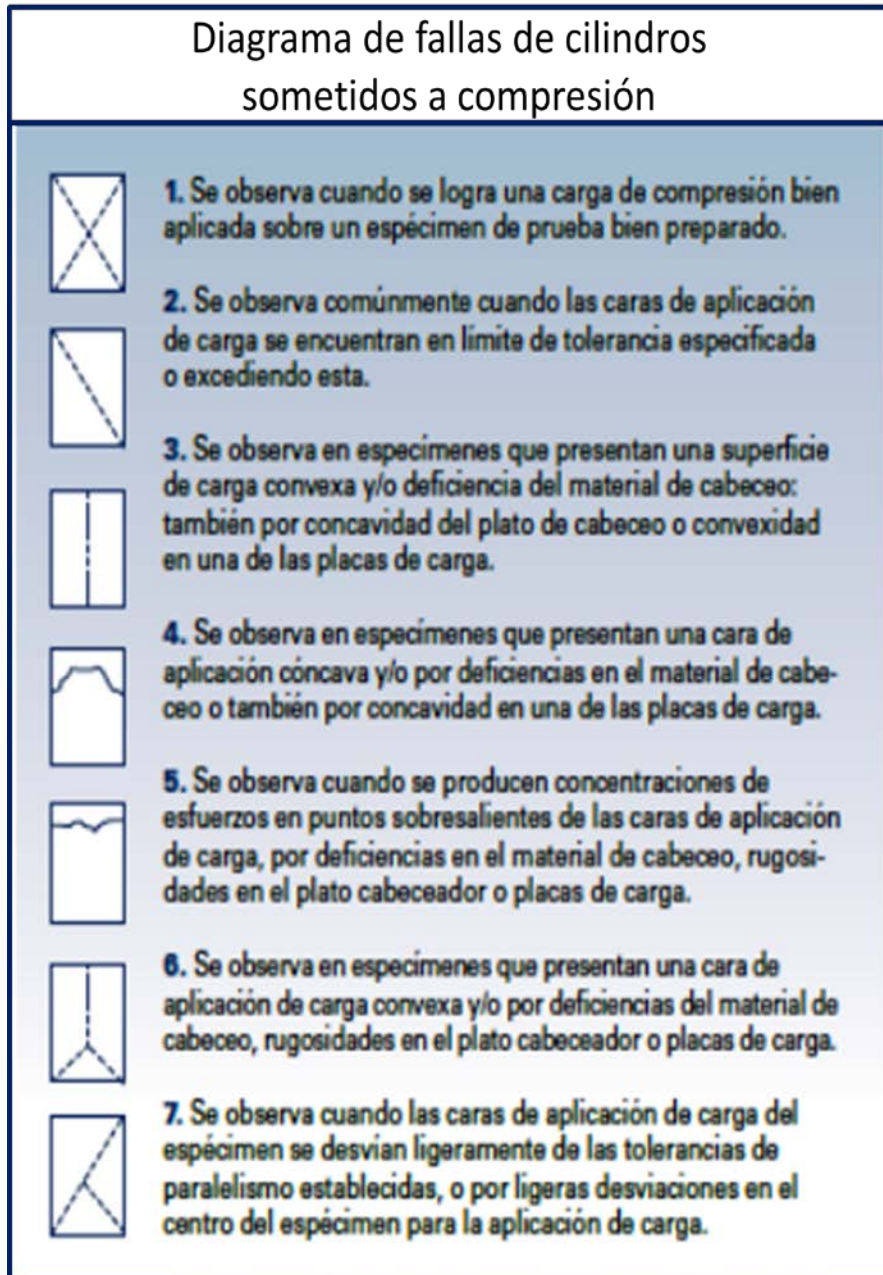 Diagrama de fallas de cilindros
sometidos a compresión
1. Se observa cuando se logra una carga de compresión bien
aplicada sobre un espécimen de prueba bien preparado.
2. Se observa comúnmente cuando las caras de aplicación
de carga se encuentran en límite de tolerancia especificada
o excediendo esta.
3. Se observa en especímenes que presentan una superficie
de carga convexa y/o deficiencia del material de cabeceo:
también por concavidad del plato de cabeceo o convexidad
en una de las placas de carga.
4. Se observa en especímenes que presentan una cara de
aplicación cóncava y/o por deficiencias en el material de cabe-
ceo o también por concavidad en una de las placas de carga.
5. Se observa cuando se producen concentraciones de
esfuerzos en puntos sobresalientes de las caras de aplicación
de carga, por deficiencias en el material de cabeceo, rugosi-
dades en el plato cabeceador o placas de carga.
6. Se observa en especímenes que presentan una cara de
aplicación de carga convexa y/o por deficiencias del material de
cabeceo, rugosidades en el plato cabeceador o placas de carga.
7. Se observa cuando las caras de aplicación de carga del
espécimen se desvían ligeramente de las tolerancias de
paralelismo establecidas, o por ligeras desviaciones en el
centro del espécimen para la aplicación de carga.